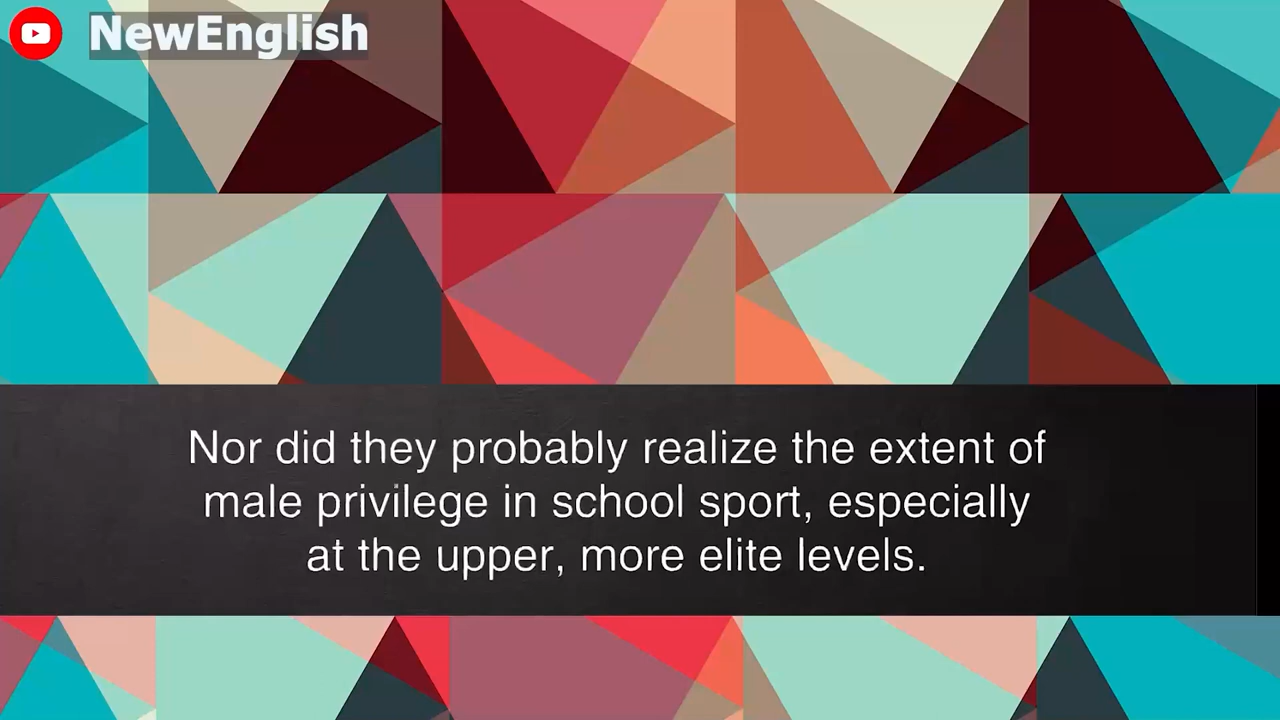 NewEnglish
Nor did they probably realize the extent of
male privilege in school sport, especially
at the upper, more elite levels.